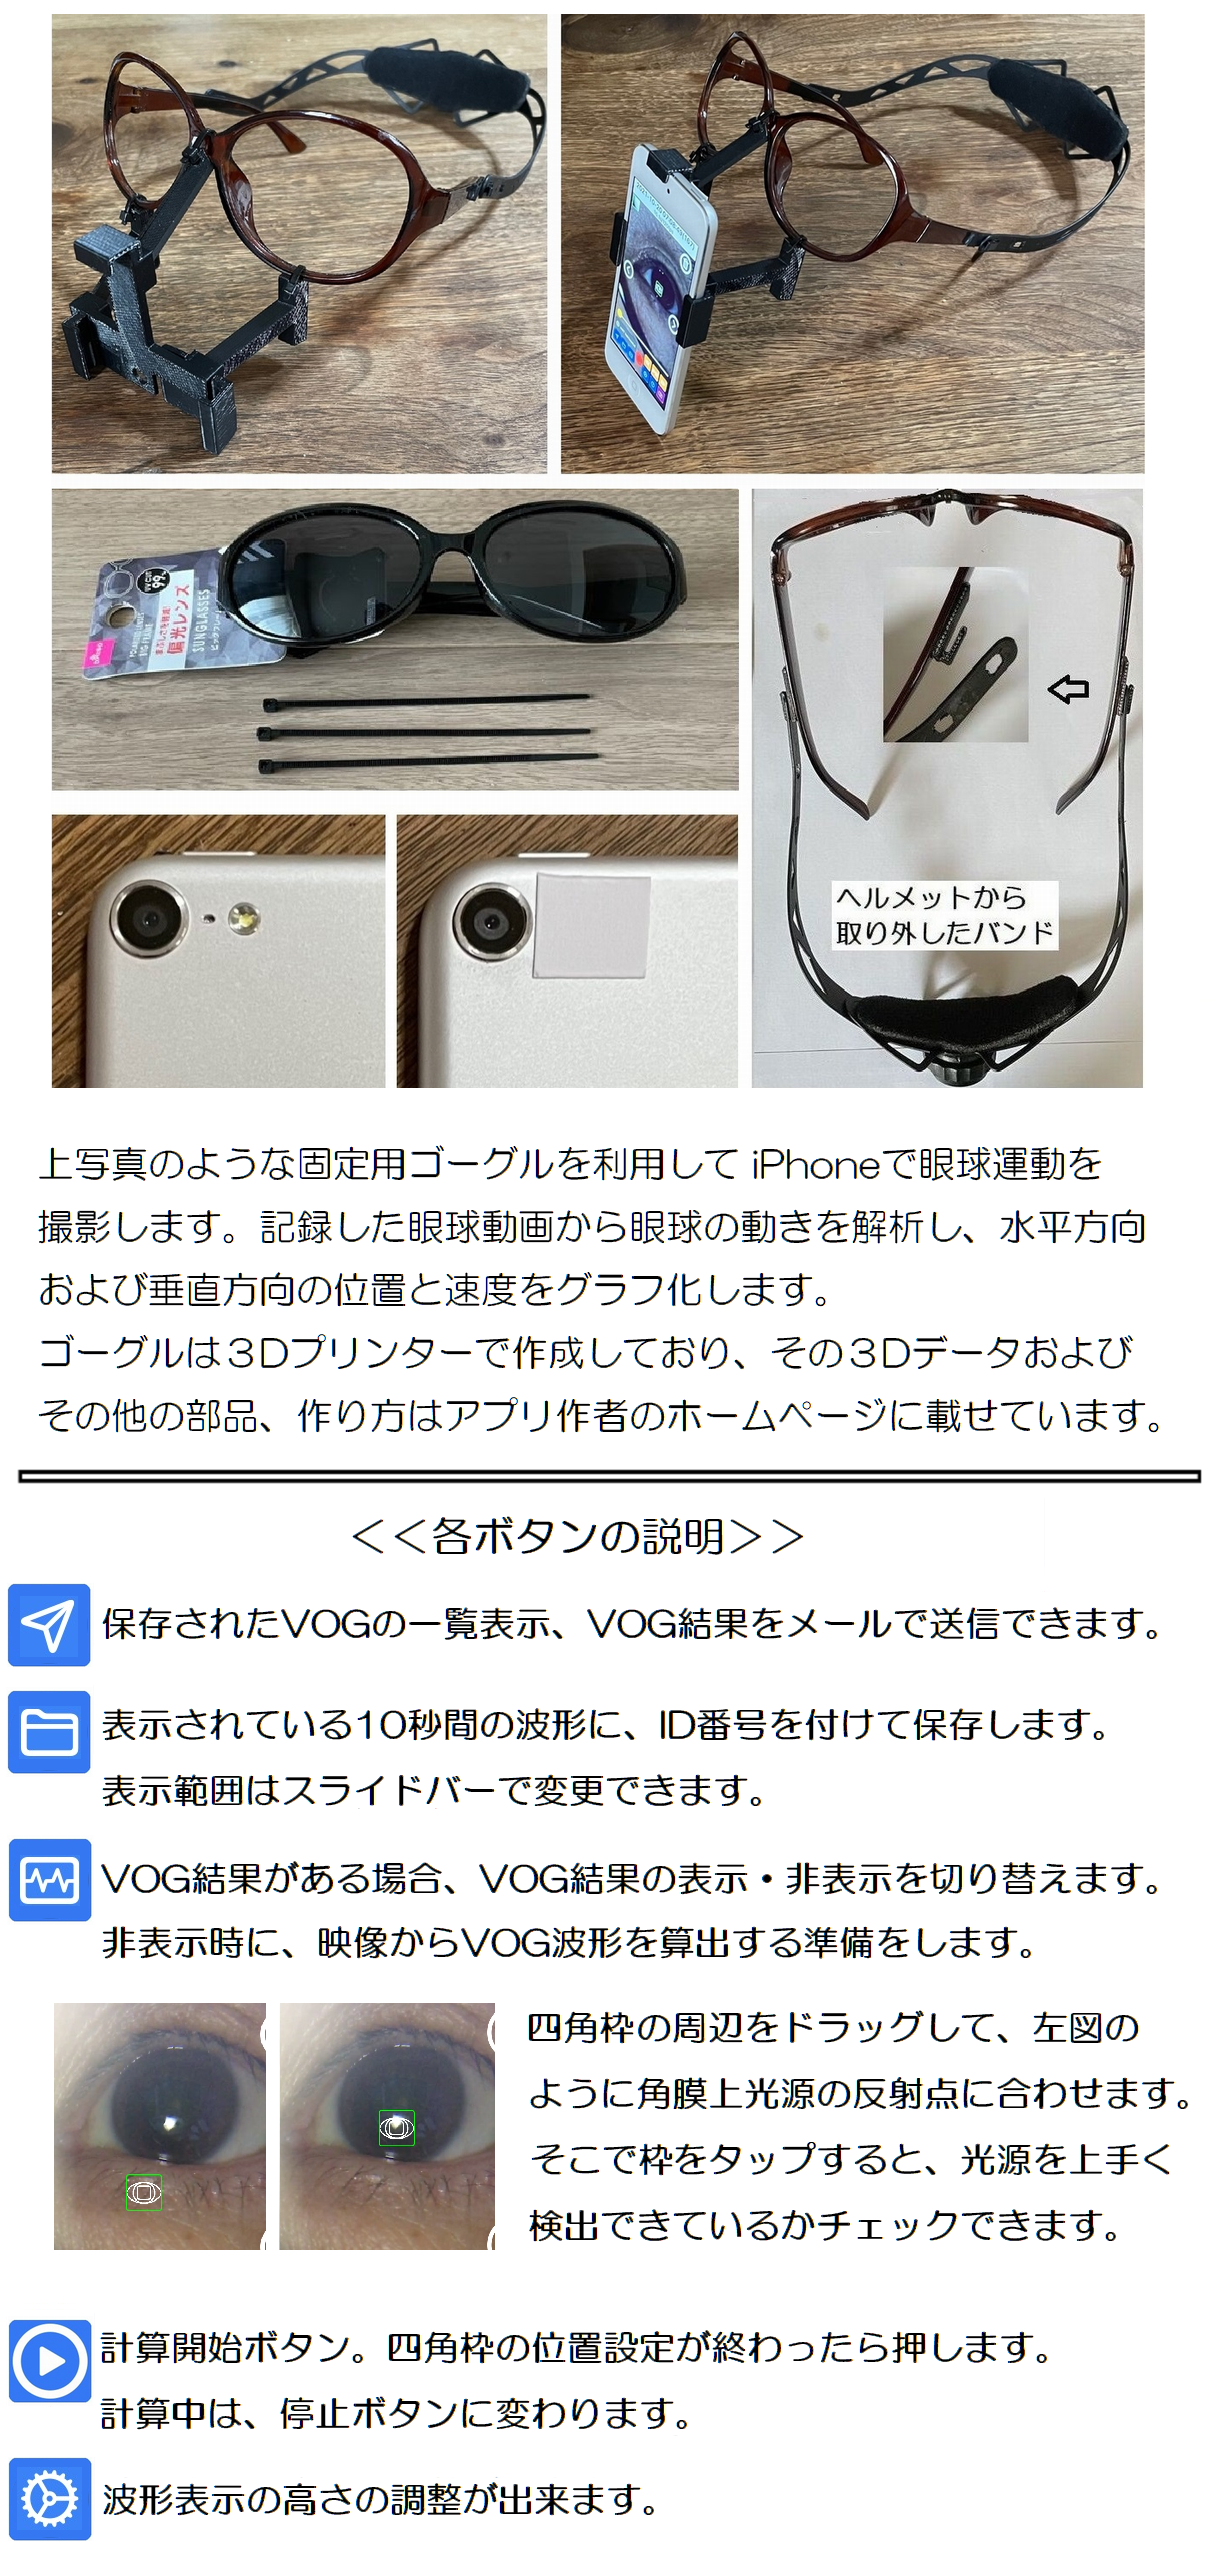 UVCUT
99%
POLARIZED LENSES
BIG FRAME
まぶしさを軽減!
偏光レンズ
SUNGLASSES
ヘルメットから
取り外したバンド
上写真のような固定用ゴーグルを利用して iPhoneで眼球運動を
撮影します。記録した眼球動画から眼球の動きを解析し、水平方向
および垂直方向の位置と速度をグラフ化します。
ゴーグルは３Dプリンターで作成しており、その３Dデータおよび
その他の部品、作り方はアプリ作者のホームページに載せています。
＜＜各ボタンの説明＞＞
保存されたVOGの一覧表示、VOG結果をメールで送信できます。
表示されている10秒間の波形に、ID番号を付けて保存します。
表示範囲はスライドバーで変更できます。
VOG結果がある場合、VOG結果の表示・非表示を切り替えます。
非表示時に、映像からVOG波形を算出する準備をします。
四角枠の周辺をドラッグして、左図の
ように角膜上光源の反射点に合わせます。
そこで枠をタップすると、光源を上手く
検出できているかチェックできます。
計算開始ボタン。四角枠の位置設定が終わったら押します。
計算中は、停止ボタンに変わります。
波形表示の高さの調整が出来ます。